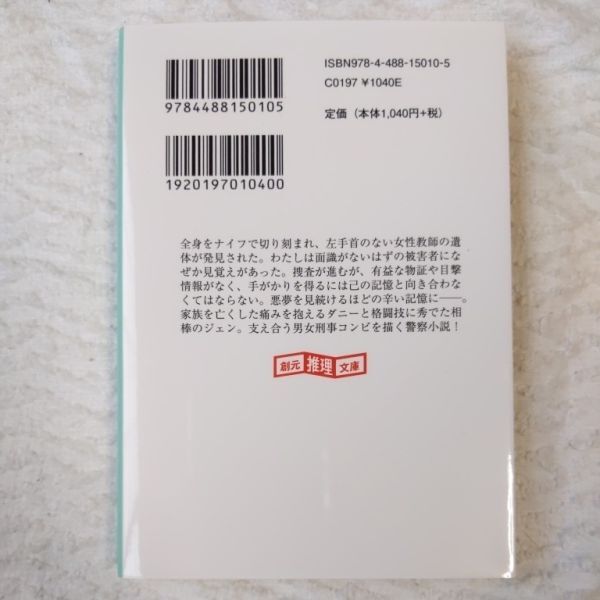 ISBN978-4-488-15010-5
C0197 ¥1040E
定価（本体1,040円+税）
9784488150105
1920197010400
全身をナイフで切り刻まれ、左手首のない女性教師の遺
体が発見された。わたしは面識がないはずの被害者にな
ぜか見覚えがあった。捜査が進むが、有益な物証や目撃
情報がなく、手がかりを得るには己の記憶と向き合わな
くてはならない。悪夢を見続けるほどの辛い記憶に――。
家族を亡くした痛みを抱えるダニーと格闘技に秀でた相
棒のジェン。支え合う男女刑事コンビを描く警察小説！
創元推理文庫